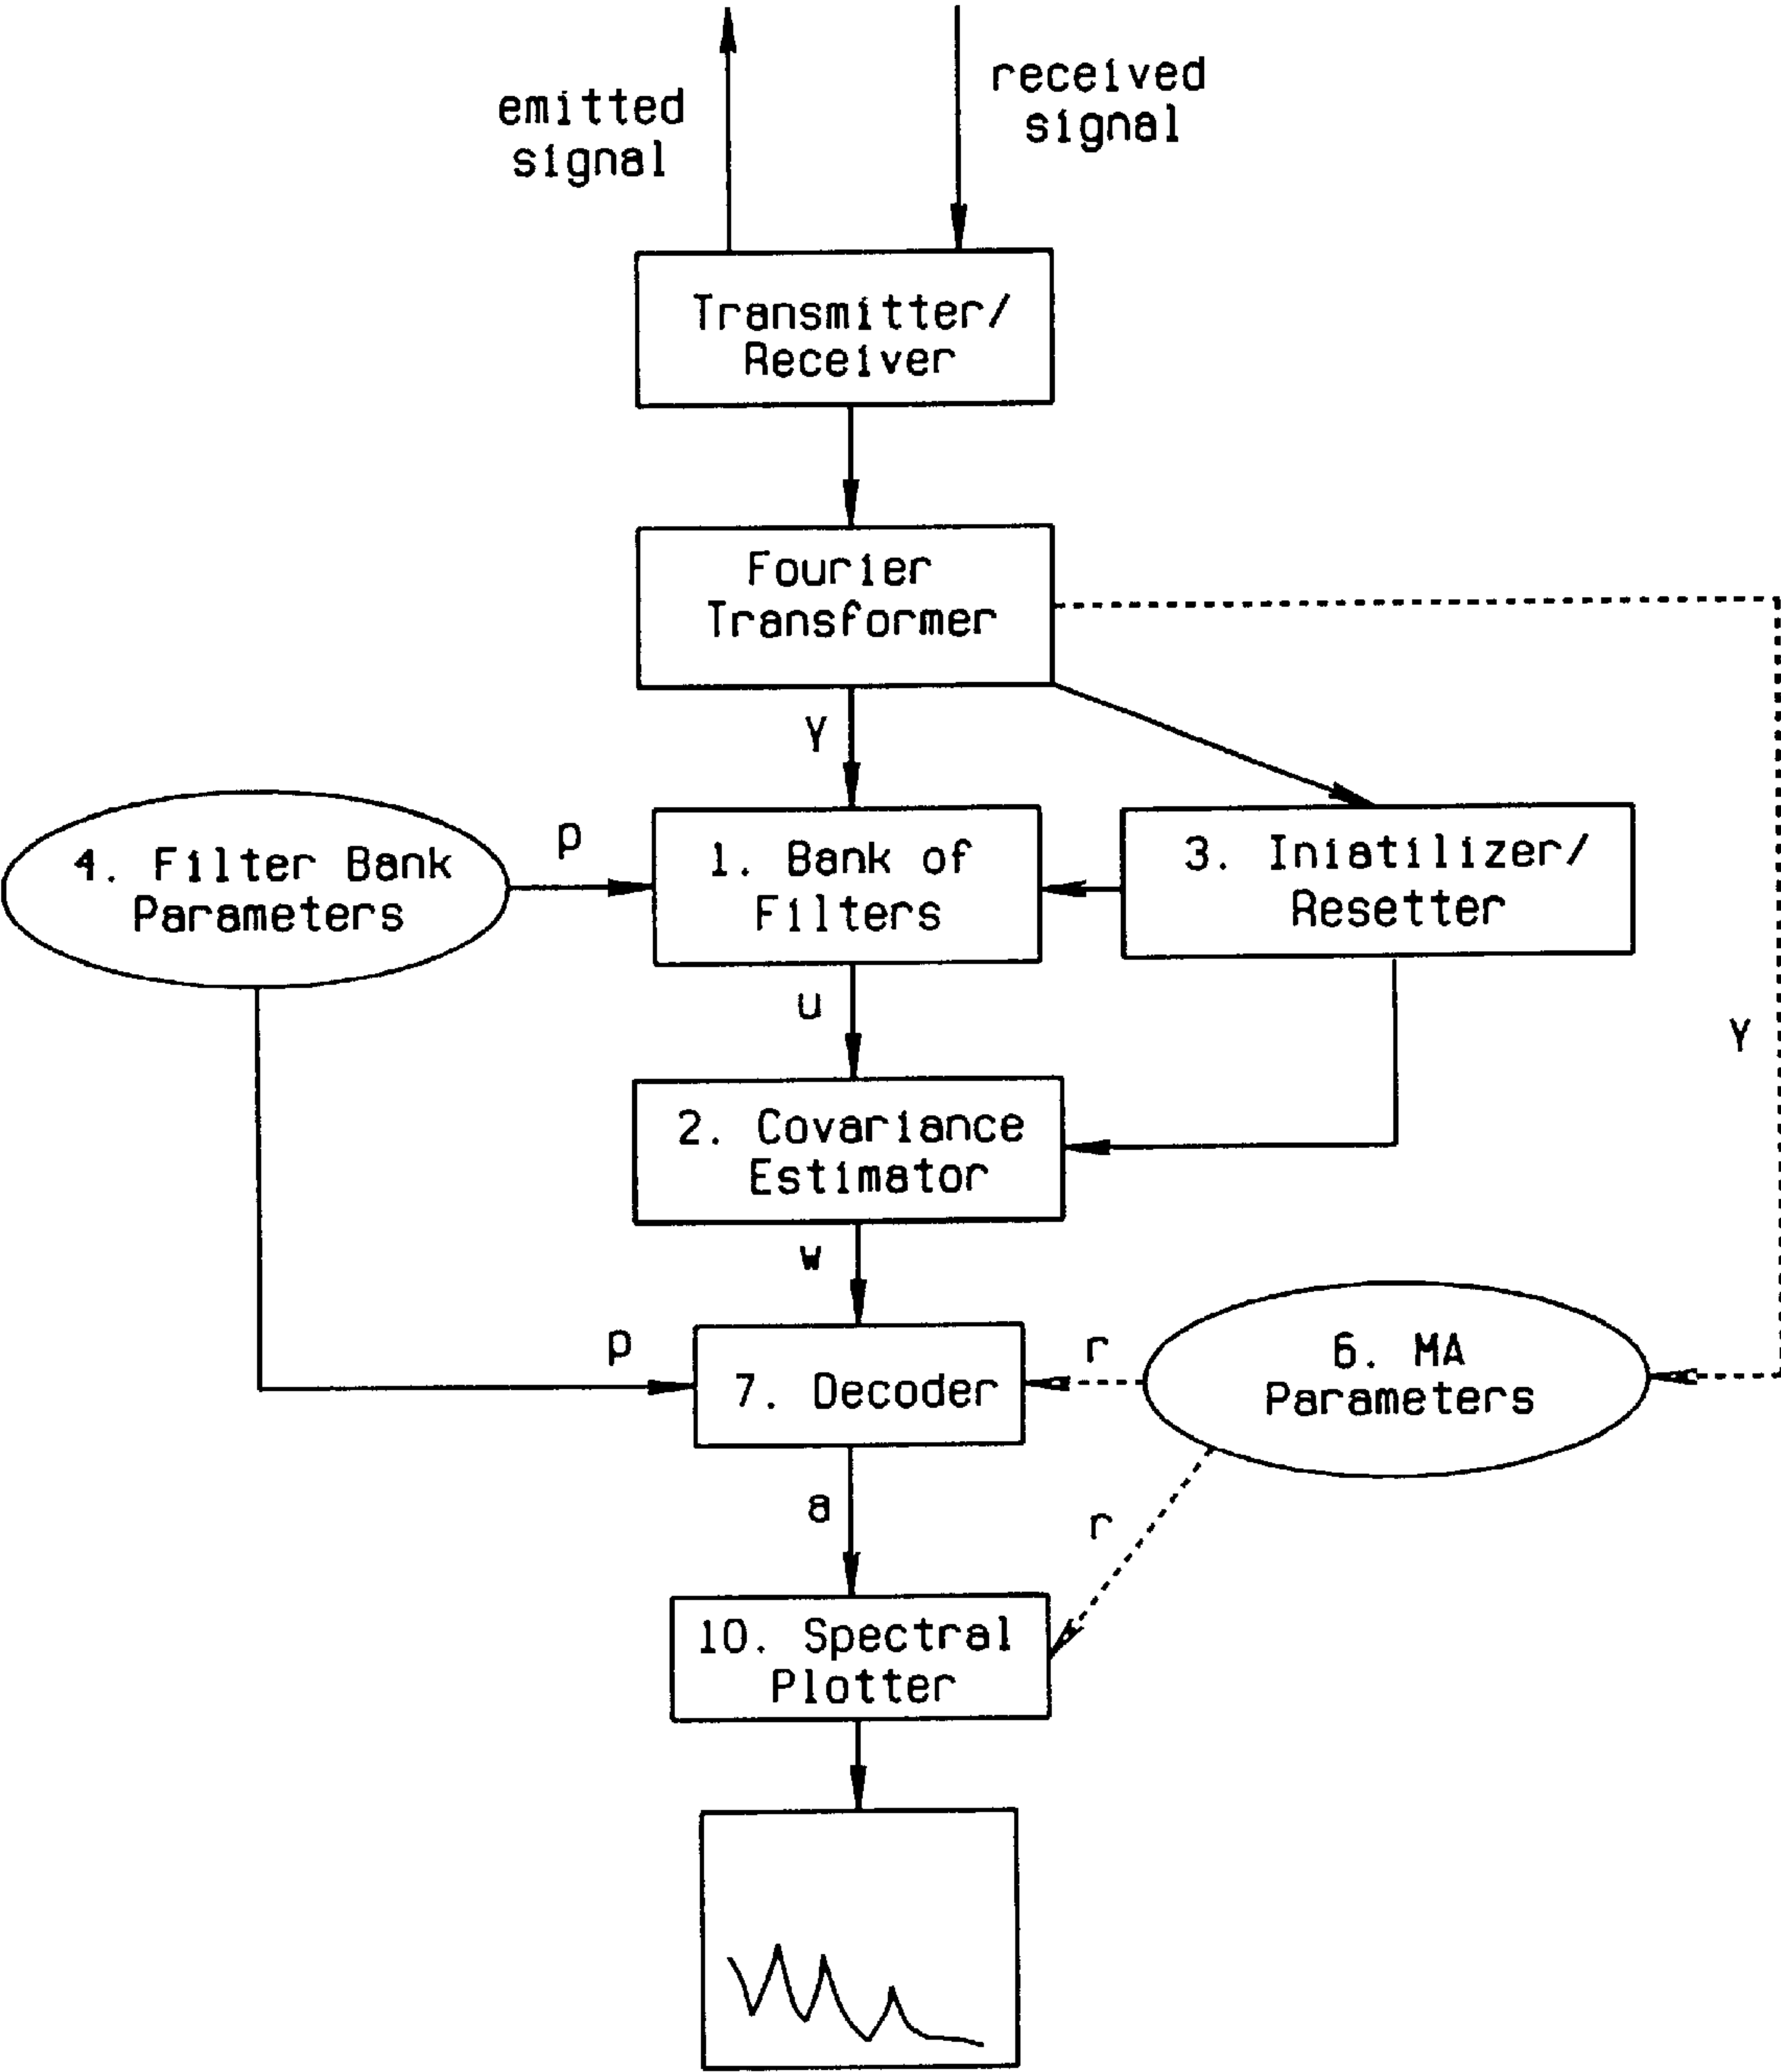 received
signal
emitted
signal
Transmitter/
Receiver
Fourier
Transformer
Y
4. Filter Bank
Parameters
p
1. Bank of
Filters
3. Iniatilizer/
Resetter
u
Y
2. Covariance
Estimator
w
p
7. Decoder
r
6. MA
Parameters
a
r
10. Spectral
Plotter